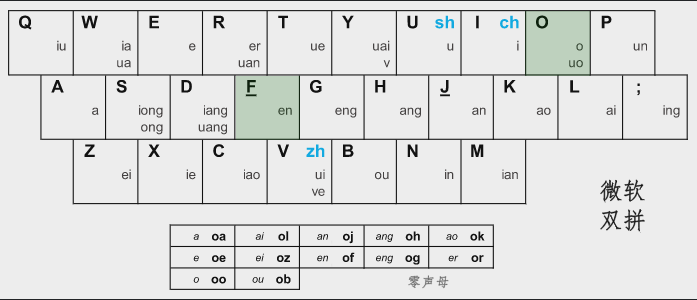 Q W E R T Y U sh I ch O P
iu ia e er ue uai u i o un
ua uan v uo
A S D F G H J K L ;
a iong iang en eng ang an ao ai ing
ong uang
Z X C V zh B N M
ei ie iao ui ou in ian
ve
微软
双拼
a oa ai ol an oj ang oh ao ok
e oe ei oz en of eng og er or
o oo ou ob
零声母